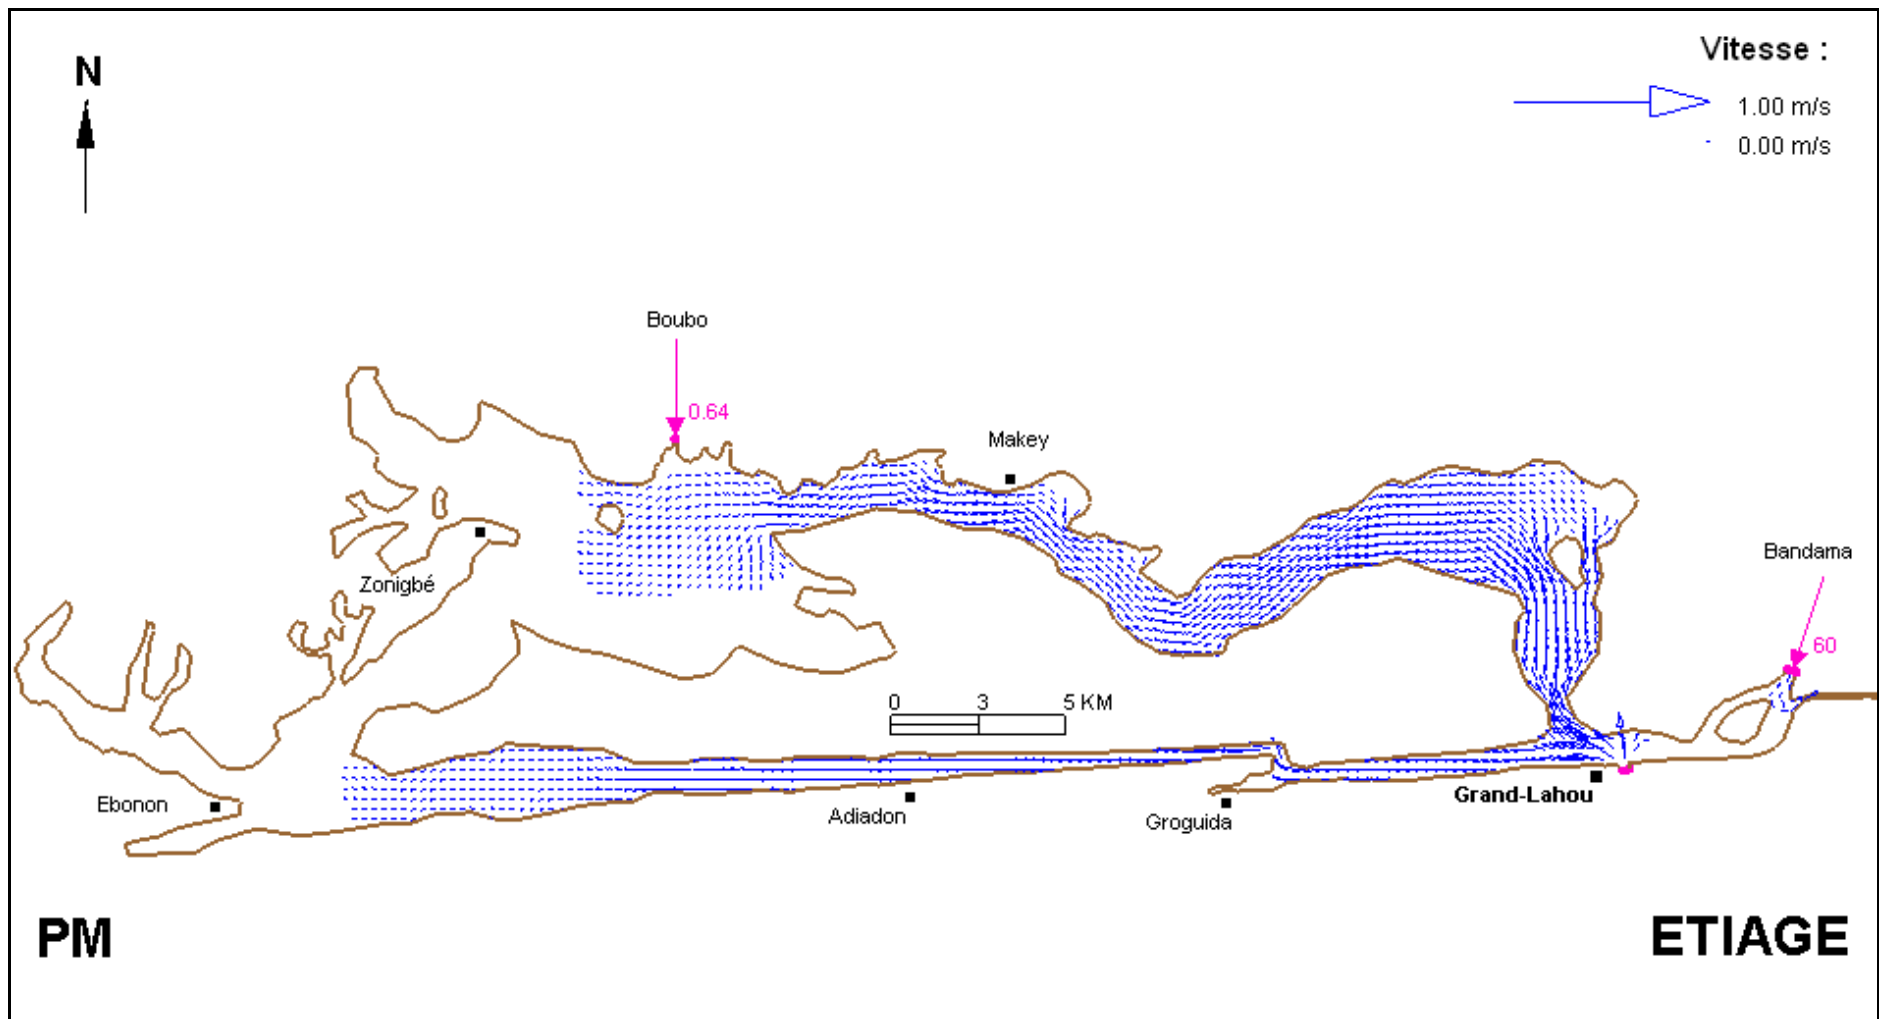 N
Vitesse :
1.00 m/s
0.00 m/s
Boubo
0.64
Makey
Bandama
60
Zonigbé
0 3 5 KM
Ebonon
Adiadon
Groguida
Grand-Lahou
PM
ETIAGE